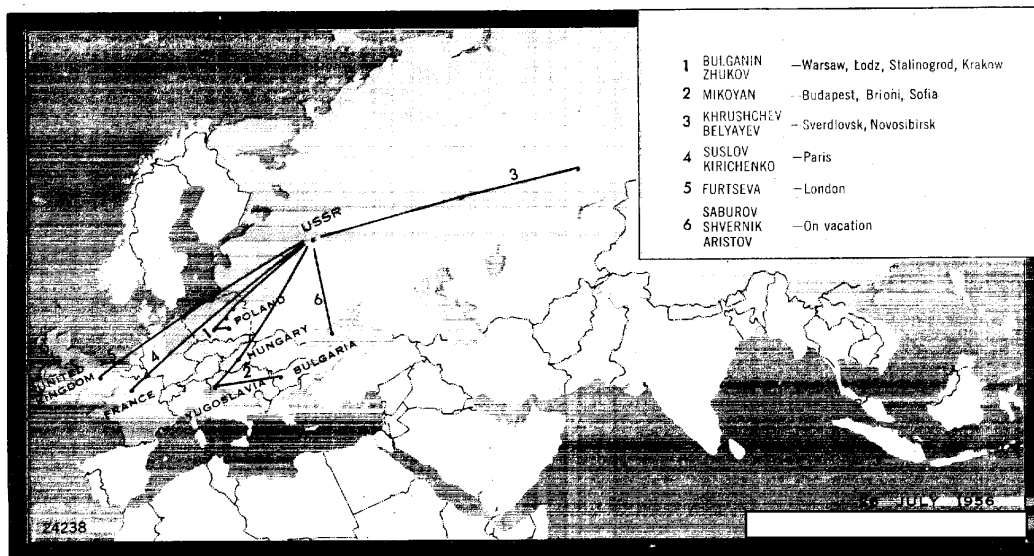 1 BULGANIN
ZHUKOV —Warsaw, Łodz, Stalinogrod, Krakow
2 MIKOYAN —Budapest, Brioni, Sofia
3 KHRUSHCHEV
BELYAYEV —Sverdlovsk, Novosibirsk
4 SUSLOV
KIRICHENKO —Paris
5 FURTSEVA —London
6 SABUROV
SHVERNIK
ARISTOV —On vacation
3
USSR
6
2
1 POLAND
HUNGARY
5
4
2
BULGARIA
UNITED
KINGDOM
FRANCE
YUGOSLAVIA
JULY 1956
24238